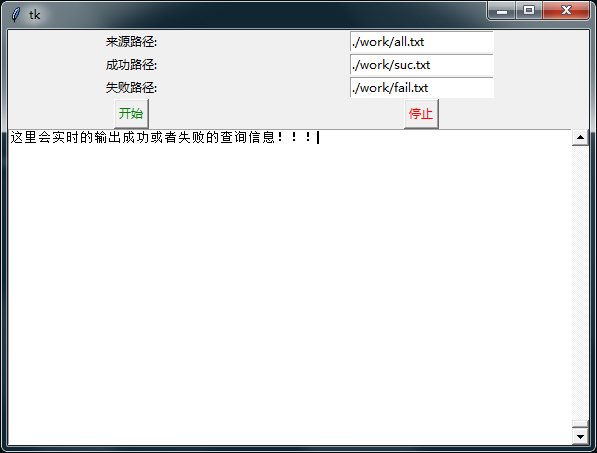 tk
来源路径: ./work/all.txt
成功路径: ./work/suc.txt
失败路径: ./work/fail.txt
开始 停止
这里会实时的输出成功或者失败的查询信息！！！